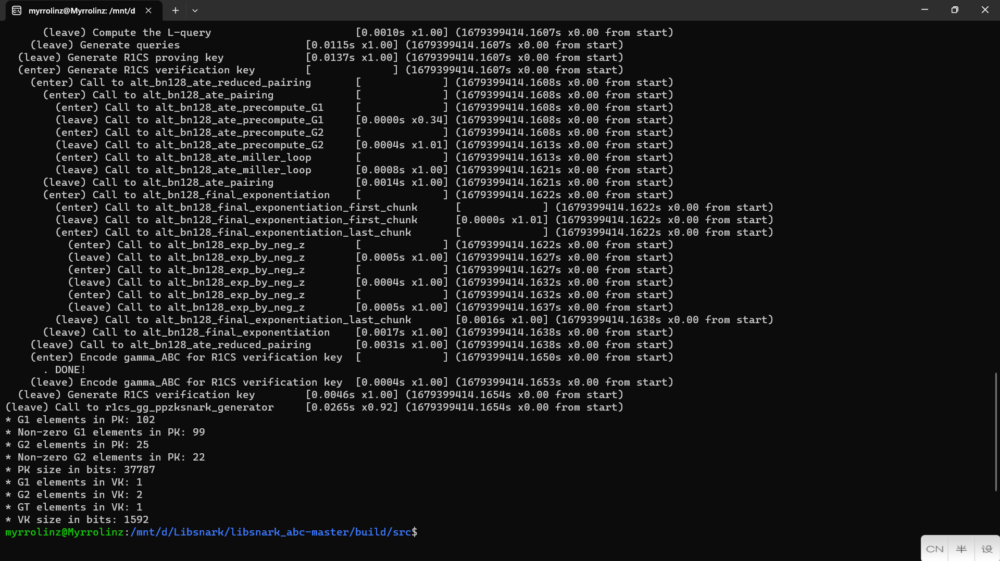 myrrolinz@Myrrolinz: /mnt/d
(leave) Compute the L-query [0.0010s x1.00] (1679399414.1607s x0.00 from start)
(leave) Generate queries [0.0115s x1.00] (1679399414.1607s x0.00 from start)
(leave) Generate R1CS proving key [0.0137s x1.00] (1679399414.1607s x0.00 from start)
(enter) Generate R1CS verification key [ ] (1679399414.1607s x0.00 from start)
(enter) Call to alt_bn128_ate_reduced_pairing [ ] (1679399414.1608s x0.00 from start)
(enter) Call to alt_bn128_ate_pairing [ ] (1679399414.1608s x0.00 from start)
(enter) Call to alt_bn128_ate_precompute_G1 [ ] (1679399414.1608s x0.00 from start)
(leave) Call to alt_bn128_ate_precompute_G1 [0.0000s x0.34] (1679399414.1608s x0.00 from start)
(enter) Call to alt_bn128_ate_precompute_G2 [ ] (1679399414.1608s x0.00 from start)
(leave) Call to alt_bn128_ate_precompute_G2 [0.0004s x1.01] (1679399414.1613s x0.00 from start)
(enter) Call to alt_bn128_ate_miller_loop [ ] (1679399414.1613s x0.00 from start)
(leave) Call to alt_bn128_ate_miller_loop [0.0008s x1.00] (1679399414.1621s x0.00 from start)
(leave) Call to alt_bn128_ate_pairing [0.0014s x1.00] (1679399414.1621s x0.00 from start)
(enter) Call to alt_bn128_final_exponentiation [ ] (1679399414.1622s x0.00 from start)
(enter) Call to alt_bn128_final_exponentiation_first_chunk [ ] (1679399414.1622s x0.00 from start)
(leave) Call to alt_bn128_final_exponentiation_first_chunk [0.0000s x1.01] (1679399414.1622s x0.00 from start)
(enter) Call to alt_bn128_final_exponentiation_last_chunk [ ] (1679399414.1622s x0.00 from start)
(enter) Call to alt_bn128_exp_by_neg_z [ ] (1679399414.1622s x0.00 from start)
(leave) Call to alt_bn128_exp_by_neg_z [0.0005s x1.00] (1679399414.1627s x0.00 from start)
(enter) Call to alt_bn128_exp_by_neg_z [ ] (1679399414.1627s x0.00 from start)
(leave) Call to alt_bn128_exp_by_neg_z [0.0004s x1.00] (1679399414.1632s x0.00 from start)
(enter) Call to alt_bn128_exp_by_neg_z [ ] (1679399414.1632s x0.00 from start)
(leave) Call to alt_bn128_exp_by_neg_z [0.0005s x1.00] (1679399414.1637s x0.00 from start)
(leave) Call to alt_bn128_final_exponentiation_last_chunk [0.0016s x1.00] (1679399414.1638s x0.00 from start)
(leave) Call to alt_bn128_final_exponentiation [0.0017s x1.00] (1679399414.1638s x0.00 from start)
(leave) Call to alt_bn128_ate_reduced_pairing [0.0031s x1.00] (1679399414.1638s x0.00 from start)
(enter) Encode gamma_ABC for R1CS verification key [ ] (1679399414.1650s x0.00 from start)
. DONE!
(leave) Encode gamma_ABC for R1CS verification key [0.0004s x1.00] (1679399414.1653s x0.00 from start)
(leave) Generate R1CS verification key [0.0046s x1.00] (1679399414.1654s x0.00 from start)
(leave) Call to r1cs_gg_ppzksnark_generator [0.0265s x0.92] (1679399414.1654s x0.00 from start)
* G1 elements in PK: 102
* Non-zero G1 elements in PK: 99
* G2 elements in PK: 25
* Non-zero G2 elements in PK: 22
* PK size in bits: 37787
* G1 elements in VK: 1
* G2 elements in VK: 2
* GT elements in VK: 1
* VK size in bits: 1592
myrrolinz@Myrrolinz:/mnt/d/Libsnark/libsnark_abc-master/build/src$
CN 半 设